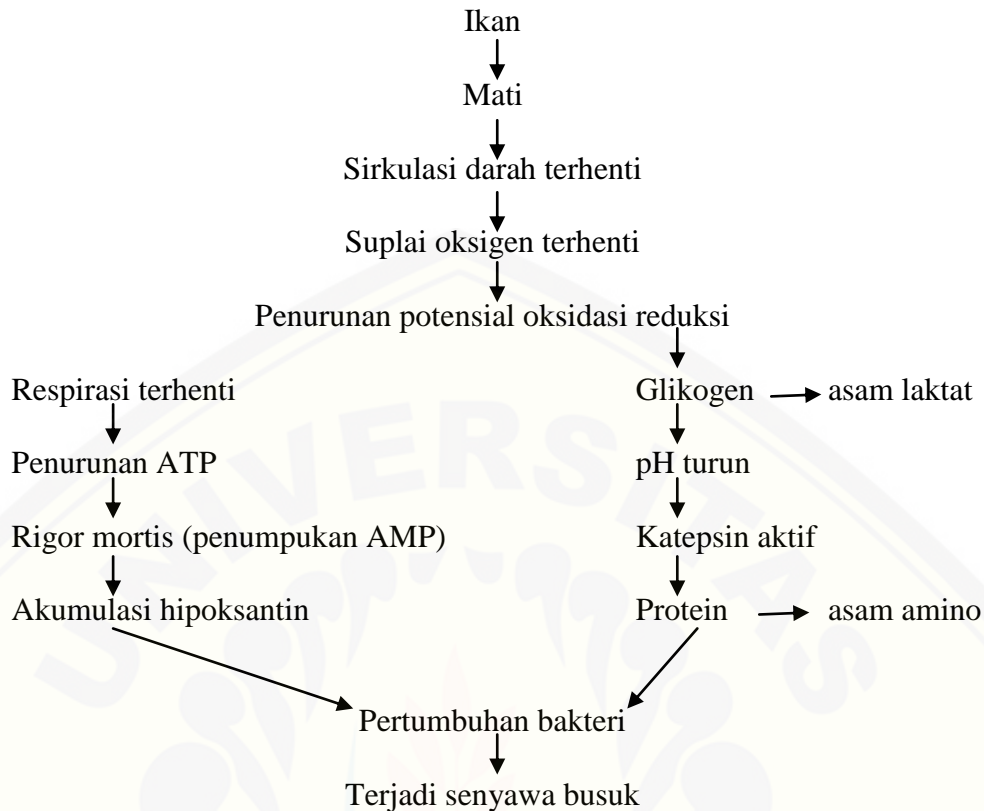 Ikan
Mati
Sirkulasi darah terhenti
Suplai oksigen terhenti
Penurunan potensial oksidasi reduksi
Respirasi terhenti
Glikogen
asam laktat
Penurunan ATP
pH turun
Rigor mortis (penumpukan AMP)
Katepsin aktif
Akumulasi hipoksantin
Protein
asam amino
Pertumbuhan bakteri
Terjadi senyawa busuk
UNIVERSITAS